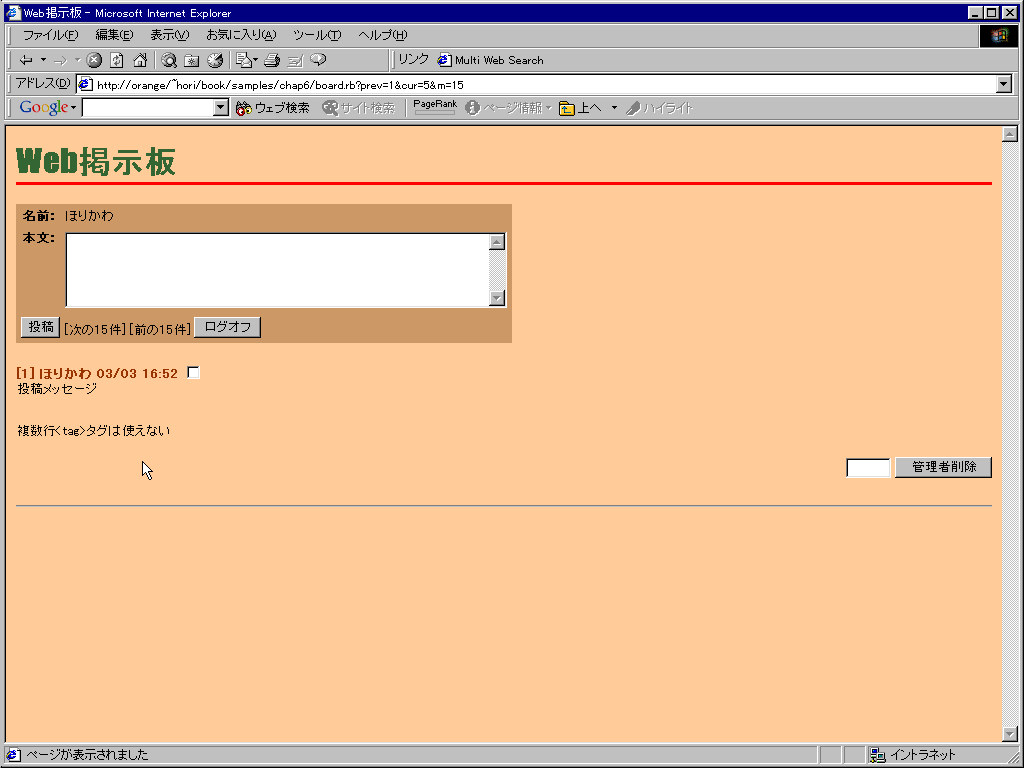 Web掲示板 - Microsoft Internet Explorer
ファイル(F) 編集(E) 表示(V) お気に入り(A) ツール(T) ヘルプ(H)
リンク Multi Web Search
アドレス(D) http://orange/~hori/book/samples/chap6/board.rb?prev=1&cur=5&m=15
Google ウェブ検索 サイト検索 PageRank ページ情報 上へ ハイライト
Web掲示板
名前: ほりかわ
本文:
投稿 [次の15件][前の15件] ログオフ
[1] ほりかわ 03/03 16:52
投稿メッセージ
複数行<tag>タグは使えない
管理者削除
ページが表示されました イントラネット